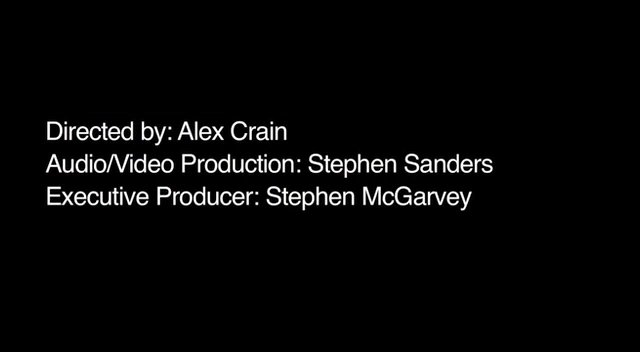 Directed by: Alex Crain
Audio/Video Production: Stephen Sanders
Executive Producer: Stephen McGarvey